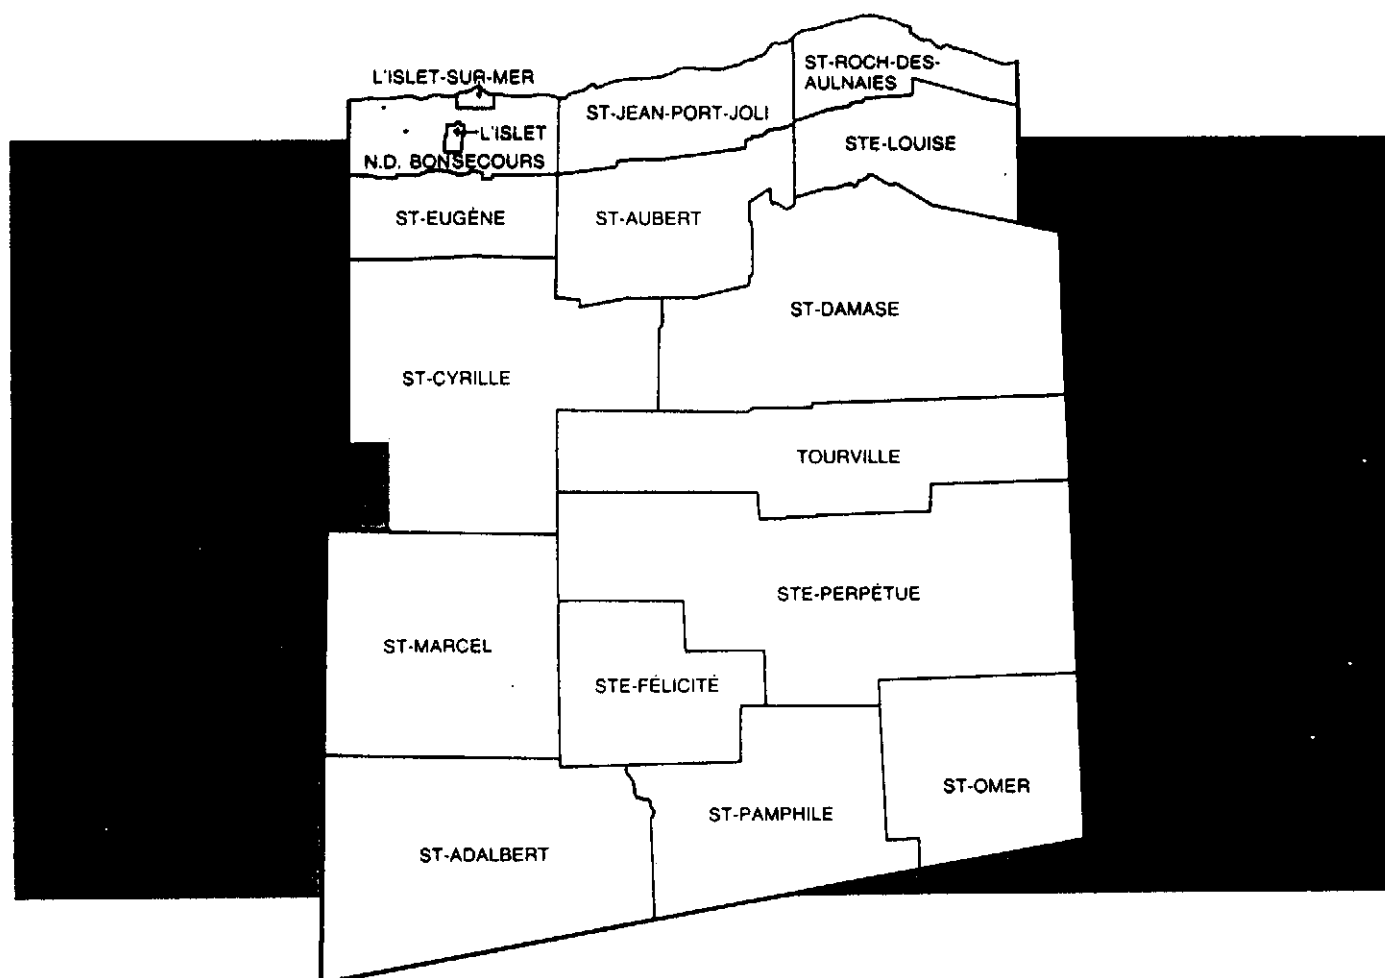 L'ISLET-SUR-MER
ST-ROCH-DES-
AULNAIES
ST-JEAN-PORT-JOLI
L'ISLET
STE-LOUISE
N.D. BONSECOURS
ST-EUGÈNE
ST-AUBERT
ST-DAMASE
ST-CYRILLE
TOURVILLE
STE-PERPÉTUE
ST-MARCEL
STE-FÉLICITÉ
ST-OMER
ST-PAMPHILE
ST-ADALBERT